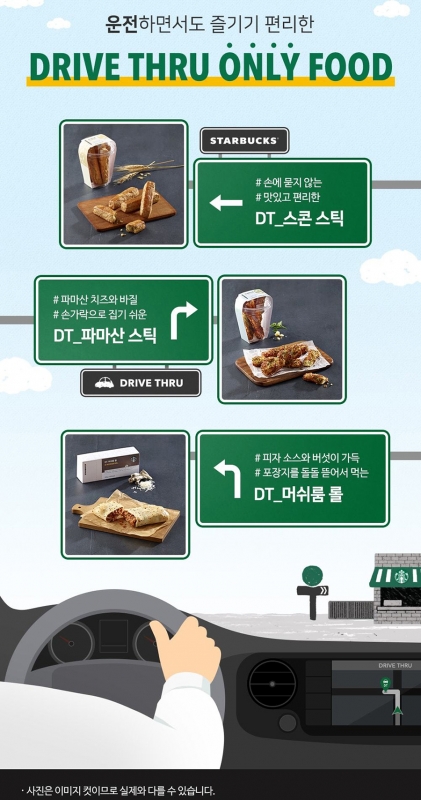 운전하면서도 즐기기 편리한
DRIVE THRU ONLY FOOD
STARBUCKS
# 손에 묻지 않는
# 맛있고 편리한
DT_스콘 스틱
# 파마산 치즈와 바질
# 손가락으로 집기 쉬운
DT_파마산 스틱
DRIVE THRU
# 피자 소스와 버섯이 가득
# 포장지를 돌돌 뜯어서 먹는
DT_머쉬룸 롤
DRIVE THRU
· 사진은 이미지 컷이므로 실제와 다를 수 있습니다.